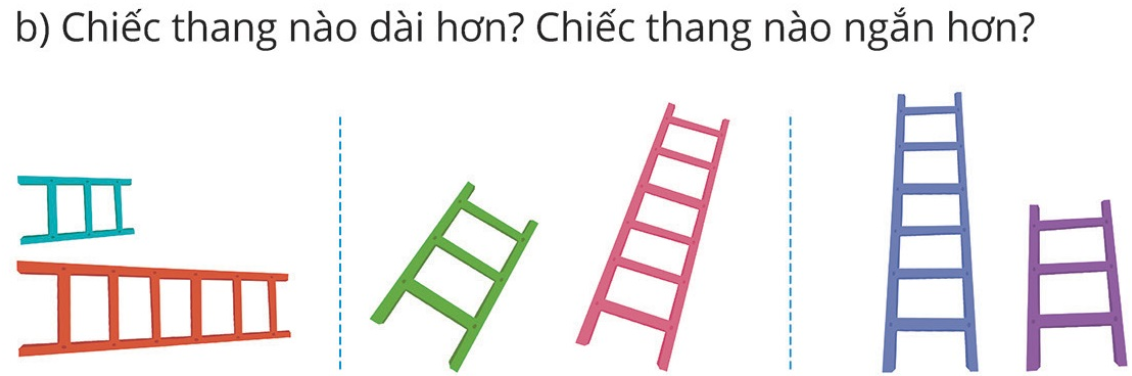 b) Chiếc thang nào dài hơn? Chiếc thang nào ngắn hơn?